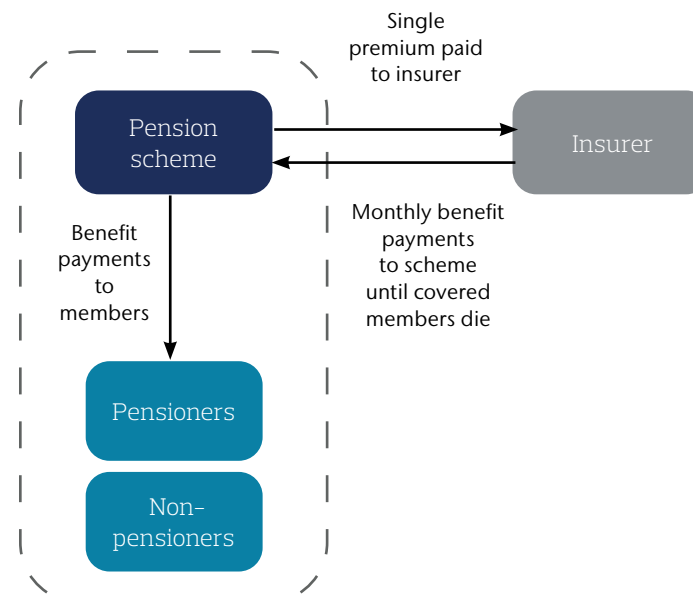 Single
premium paid
to insurer
Pension
scheme
Insurer
Monthly benefit
payments
to scheme
until covered
members die
Benefit
payments
to
members
Pensioners
Non-
pensioners